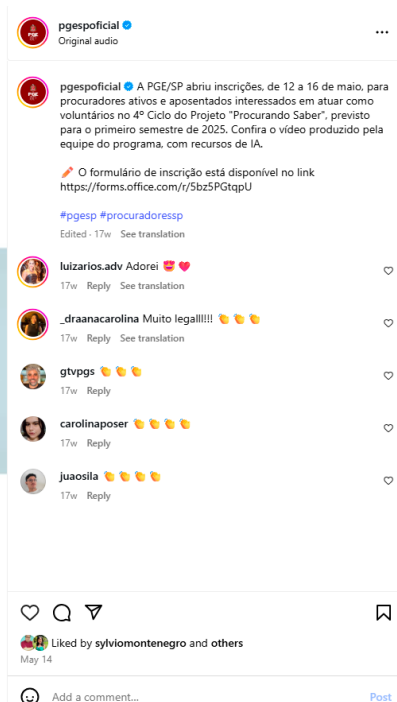 pgespoficial
Original audio
pgespoficial A PGE/SP abriu inscrições, de 12 a 16 de maio, para
procuradores ativos e aposentados interessados em atuar como
voluntários no 4º Ciclo do Projeto "Procurando Saber", previsto
para o primeiro semestre de 2025. Confira o vídeo produzido pela
equipe do programa, com recursos de IA.
🖍️ O formulário de inscrição está disponível no link
https://forms.office.com/r/5bz5PGtqpU
#pgesp #procuradoressp
Edited · 17w See translation
luizarios.adv Adorei 😍❤️
17w Reply See translation
_draanacarolina Muito legalll!!! 👏👏👏
17w Reply See translation
gtvpgs 👏👏👏
17w Reply
carolinaposer 👏👏👏👏
17w Reply
juaosila 👏👏👏👏
17w Reply
Liked by sylviomontenegro and others
May 14
Add a comment... Post